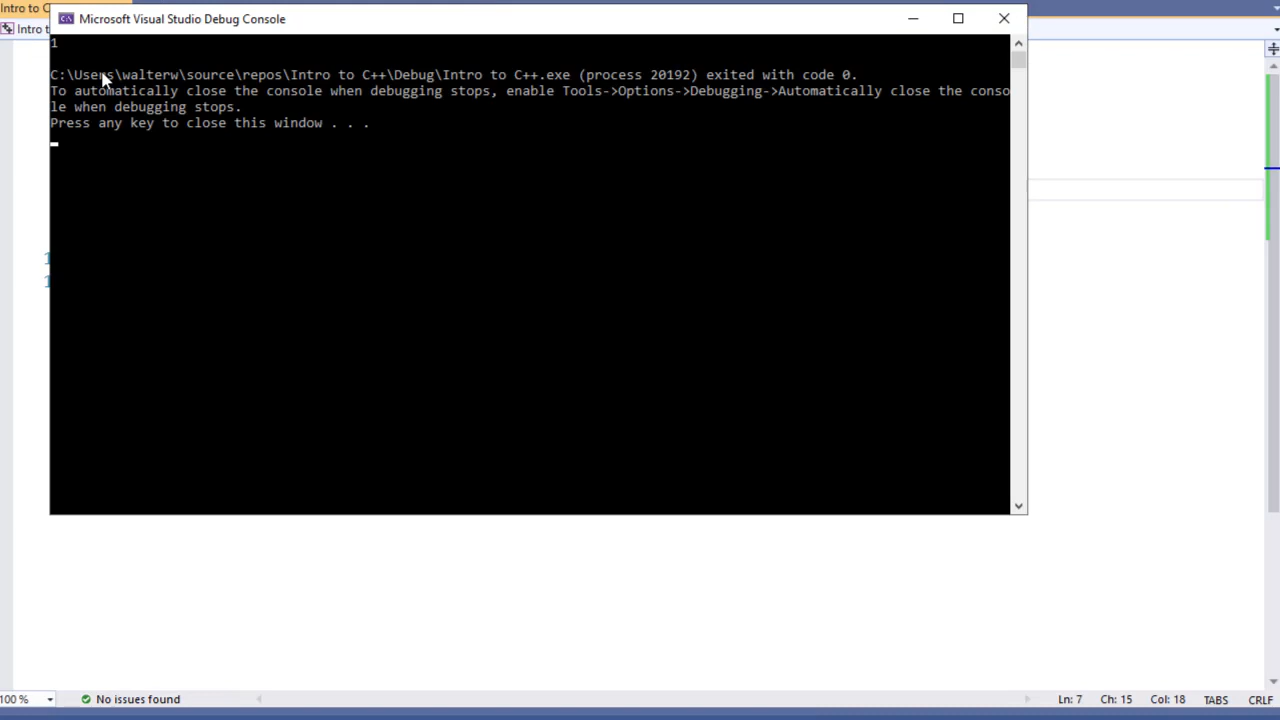 Intro to C
Microsoft Visual Studio Debug Console
Intro t
1
C:\Users\walterw\source\repos\Intro to C++\Debug\Intro to C++.exe (process 20192) exited with code 0.
To automatically close the console when debugging stops, enable Tools->Options->Debugging->Automatically close the conso
le when debugging stops.
Press any key to close this window . . .
1
1
100 %
No issues found
Ln: 7
Ch: 15
Col: 18
TABS
CRLF